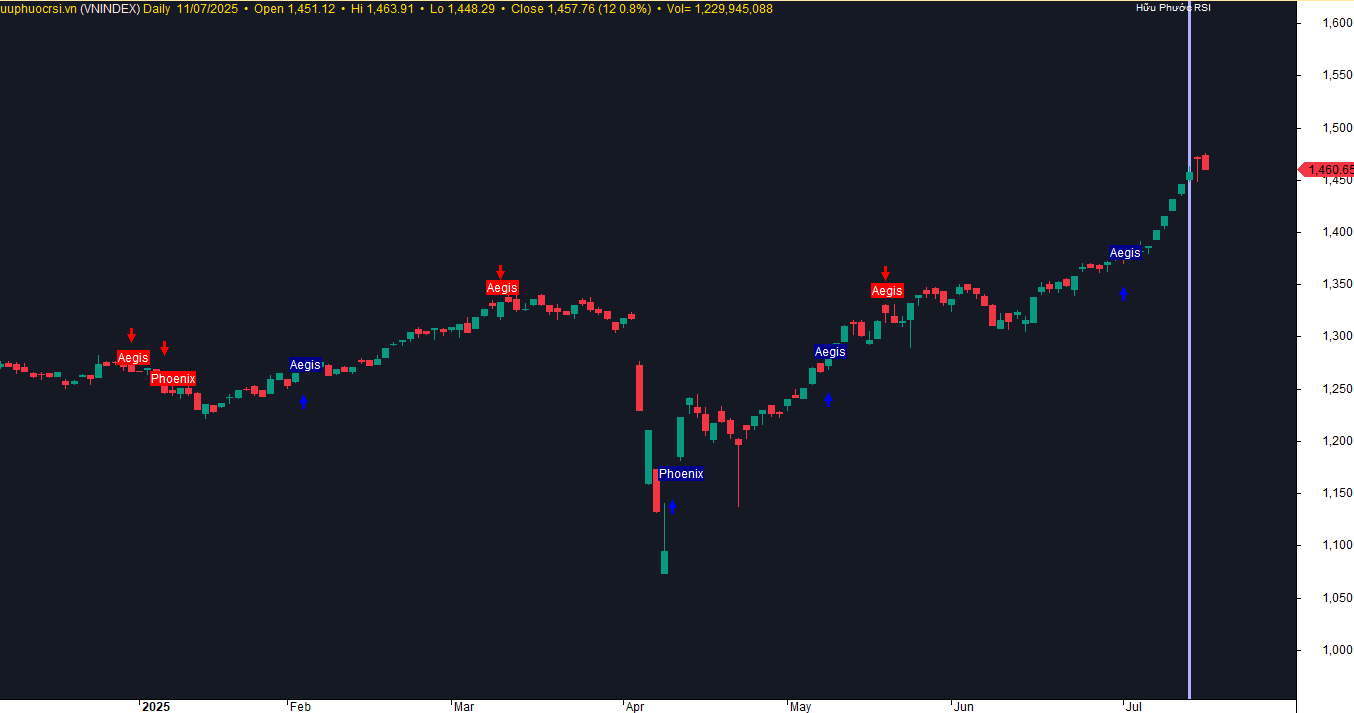 uuphuocrsi.vn (VNINDEX) Daily 11/07/2025 • Open 1,451.12 • Hi 1,463.91 • Lo 1,448.29 • Close 1,457.76 (12 0.8%) • Vol= 1,229,945,088
Hữu Phước RSI
1,600
1,550
1,500
1,460.65
1,450
1,400
Aegis
1,350
Aegis
Aegis
1,300
Aegis
Phoenix
Aegis
Aegis
1,250
1,200
Phoenix
1,150
1,100
1,050
1,000
2025 Feb Mar Apr May Jun Jul